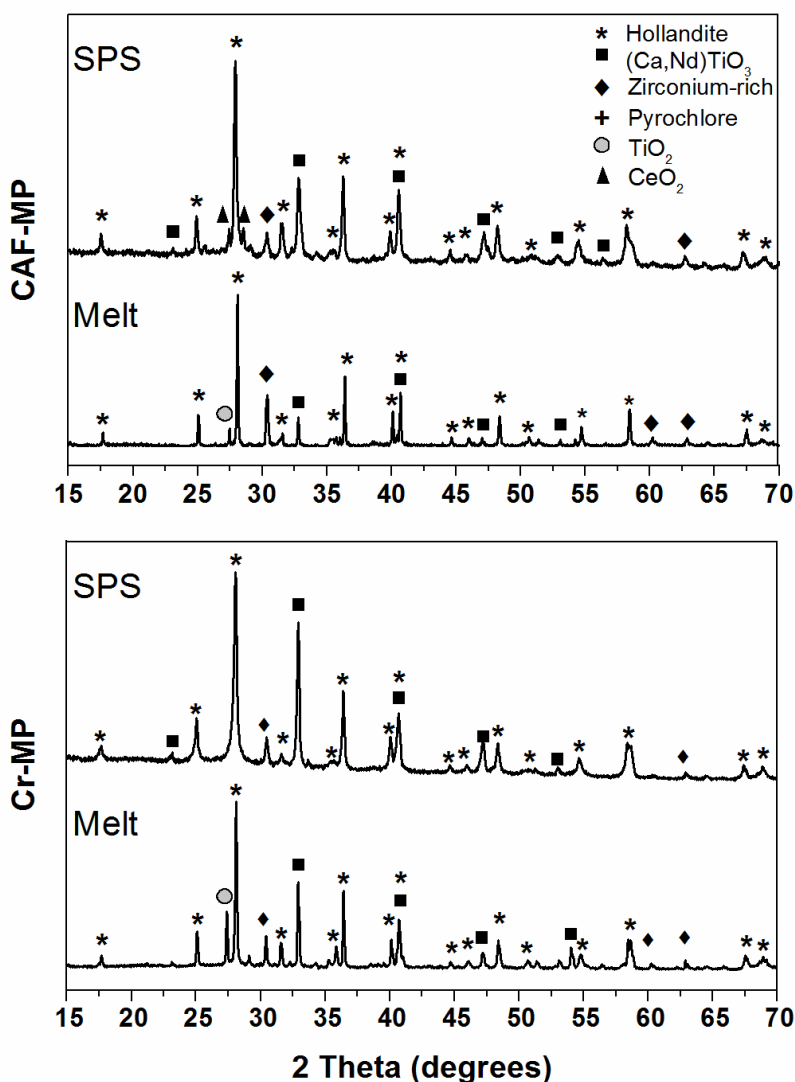 SPS
* Hollandite
■ (Ca,Nd)TiO₃
◆ Zirconium-rich
+ Pyrochlore
TiO₂
▲ CeO₂
CAF-MP
Melt
15 20 25 30 35 40 45 50 55 60 65 70
SPS
Cr-MP
Melt
15 20 25 30 35 40 45 50 55 60 65 70
2 Theta (degrees)